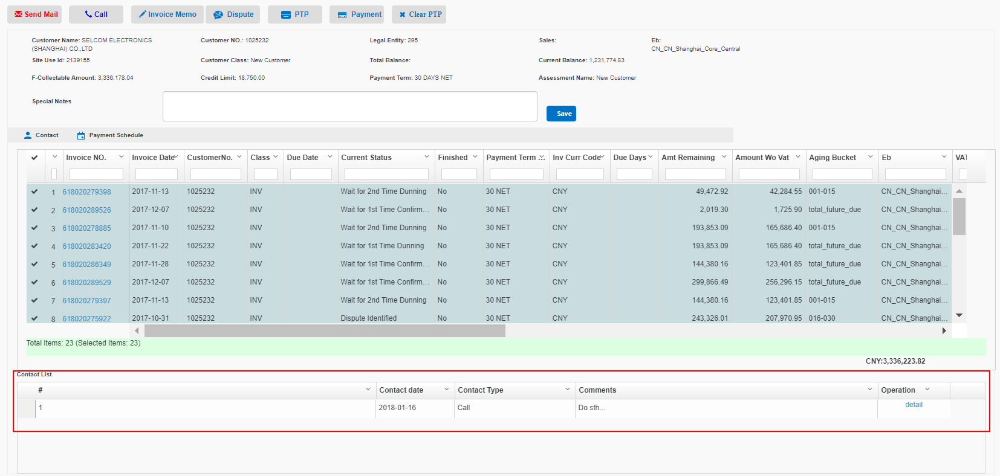 Send Mail Call Invoice Memo Dispute PTP Payment Clear PTP
Customer Name: SELCOM ELECTRONICS (SHANGHAI) CO.,LTD
Customer NO.: 1025232
Legal Entity: 295
Sales:
Eb: CN_CN_Shanghai_Core_Central
Site Use Id: 2139155
Customer Class: New Customer
Total Balance:
Current Balance: 1,231,774.83
F-Collectable Amount: 3,336,178.04
Credit Limit: 18,750.00
Payment Term: 30 DAYS NET
Assessment Name: New Customer
Special Notes
Save
Contact Payment Schedule
Invoice NO. Invoice Date CustomerNo. Class Due Date Current Status Finished Payment Term ... Inv Curr Code Due Days Amt Remaining Amount Wo Vat Aging Bucket Eb VAT
1 618020279398 2017-11-13 1025232 INV Wait for 2nd Time Dunning No 30 NET CNY 49,472.92 42,284.55 001-015 CN_CN_Shanghai...
2 618020289526 2017-12-07 1025232 INV Wait for 1st Time Confirm... No 30 NET CNY 2,019.30 1,725.90 total_future_due CN_CN_Shanghai...
3 618020278885 2017-11-10 1025232 INV Wait for 2nd Time Dunning No 30 NET CNY 193,853.09 165,686.40 001-015 CN_CN_Shanghai...
4 618020283420 2017-11-22 1025232 INV Wait for 1st Time Dunning No 30 NET CNY 193,853.09 165,686.40 total_future_due CN_CN_Shanghai...
5 618020286349 2017-11-28 1025232 INV Wait for 1st Time Confirm... No 30 NET CNY 144,380.16 123,401.85 total_future_due CN_CN_Shanghai...
6 618020289529 2017-12-07 1025232 INV Wait for 1st Time Confirm... No 30 NET CNY 299,866.49 256,296.15 total_future_due CN_CN_Shanghai...
7 618020279397 2017-11-13 1025232 INV Wait for 2nd Time Dunning No 30 NET CNY 144,380.16 123,401.85 001-015 CN_CN_Shanghai...
8 618020275922 2017-10-31 1025232 INV Dispute Identified No 30 NET CNY 243,326.01 207,970.95 016-030 CN_CN_Shanghai...
Total Items: 23 (Selected Items: 23)
CNY:3,336,223.82
Contact List
# Contact date Contact Type Comments Operation
1 2018-01-16 Call Do sth... detail